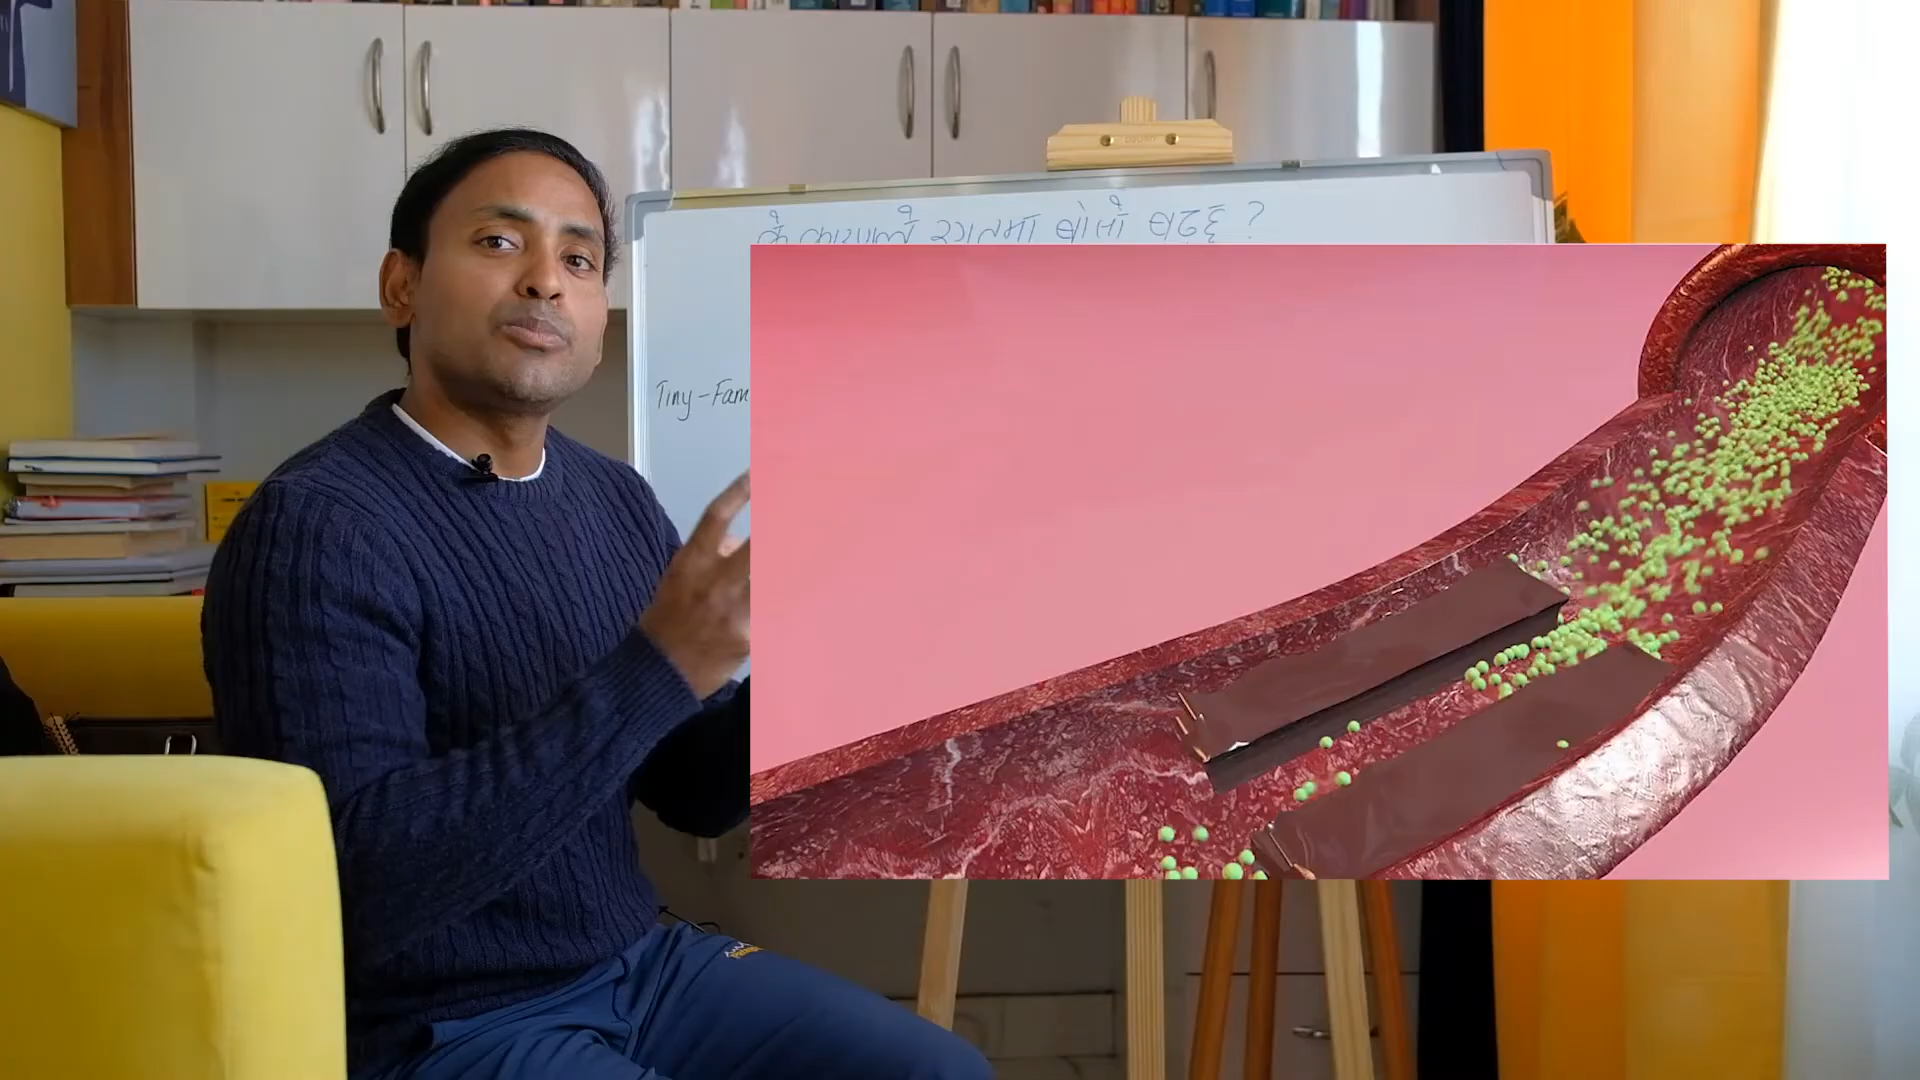 के कारणले रगतमा बोसो बढ्छ ?
Tiny-Fam